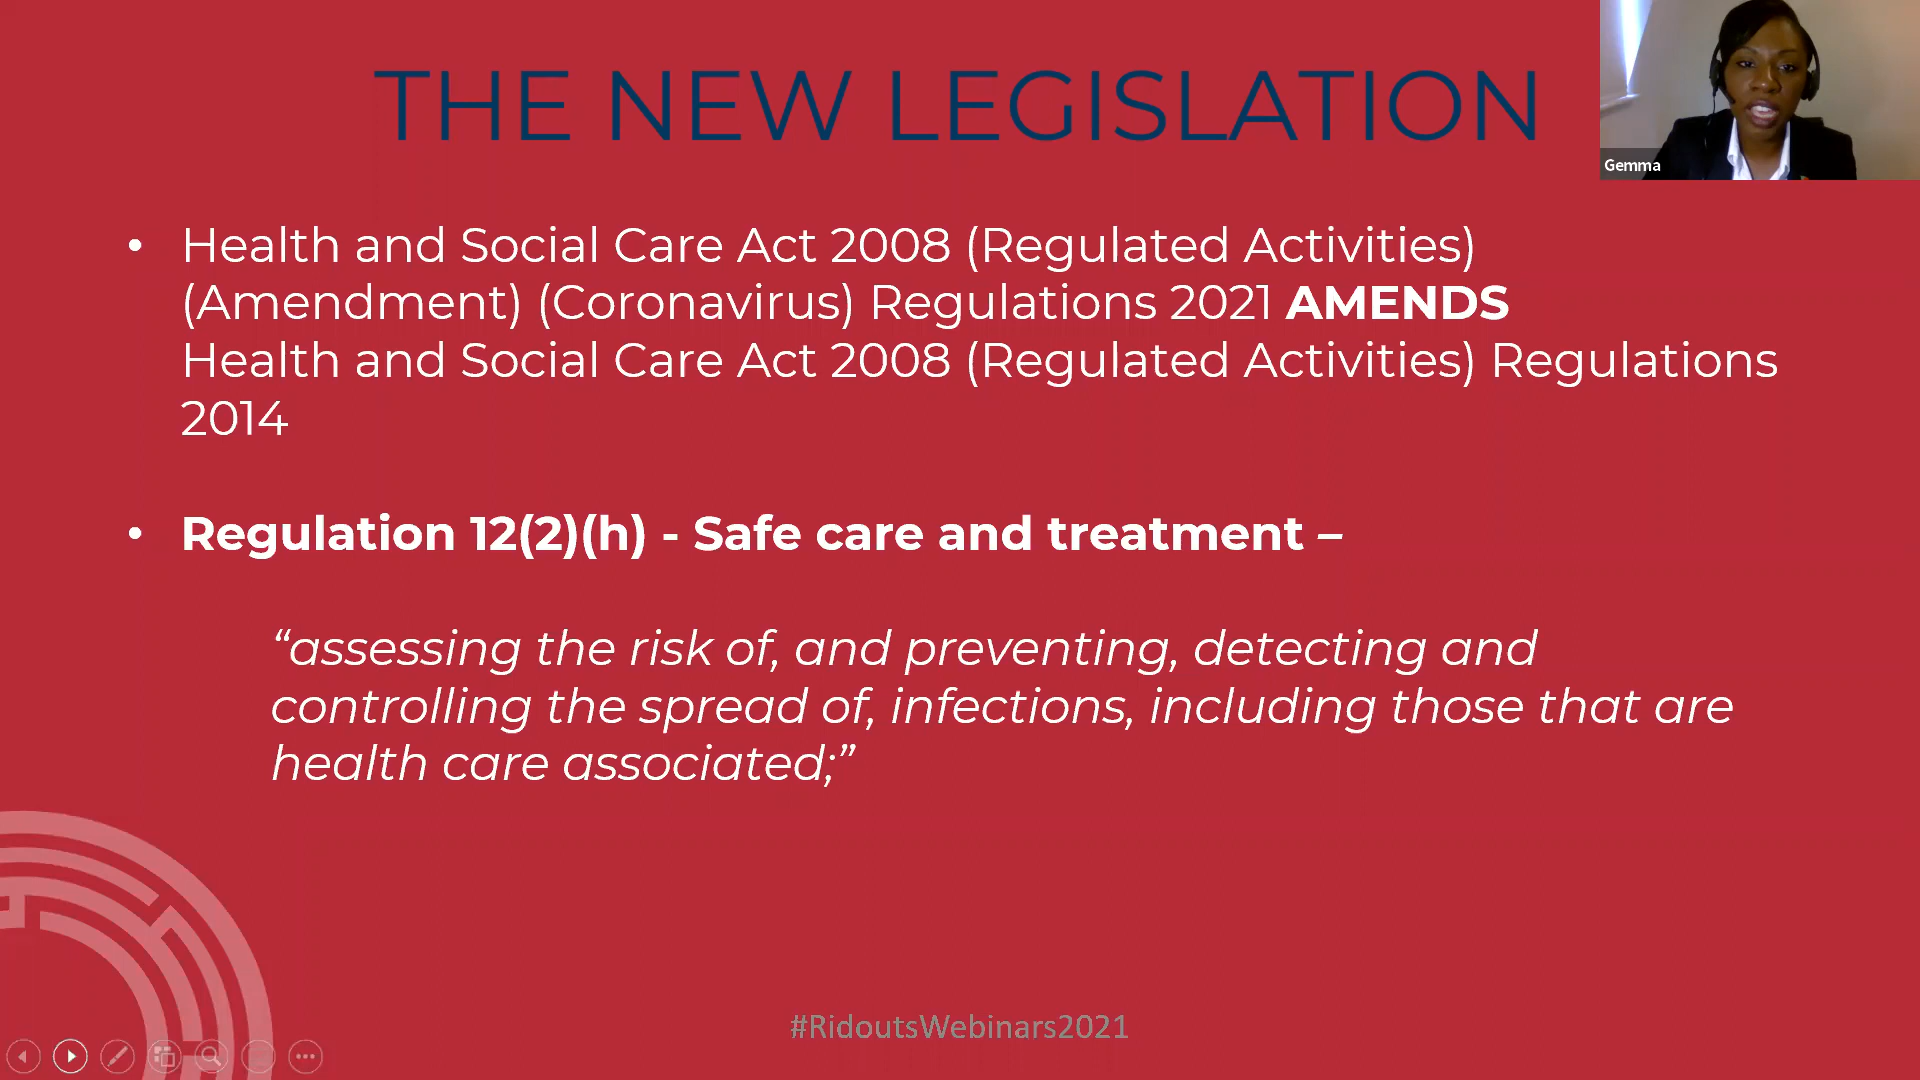 THE NEW LEGISLATION
Gemma
• Health and Social Care Act 2008 (Regulated Activities)
(Amendment) (Coronavirus) Regulations 2021 AMENDS
Health and Social Care Act 2008 (Regulated Activities) Regulations
2014
• Regulation 12(2)(h) - Safe care and treatment –
“assessing the risk of, and preventing, detecting and
controlling the spread of, infections, including those that are
health care associated;”
#RidoutsWebinars2021